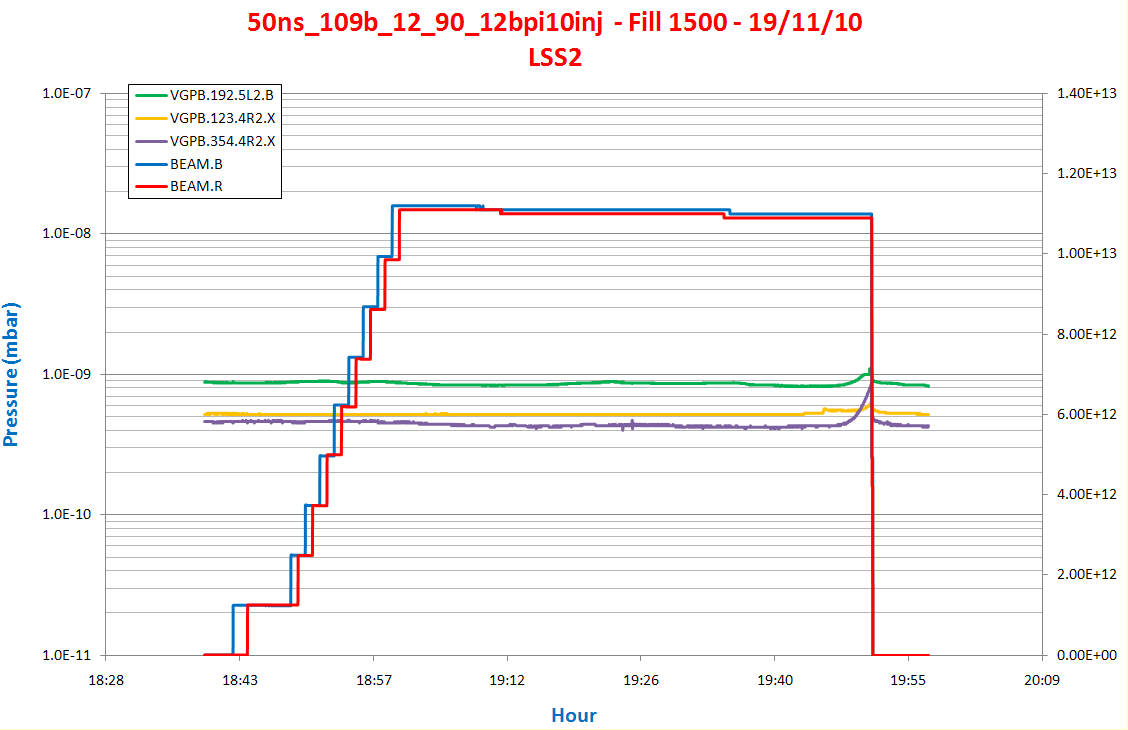 50ns_109b_12_90_12bpi10inj - Fill 1500 - 19/11/10
LSS2
1.0E-07
1.0E-08
1.0E-09
1.0E-10
1.0E-11
Pressure (mbar)
VGPB.192.5L2.B
VGPB.123.4R2.X
VGPB.354.4R2.X
BEAM.B
BEAM.R
1.40E+13
1.20E+13
1.00E+13
8.00E+12
6.00E+12
4.00E+12
2.00E+12
0.00E+00
18:28 18:43 18:57 19:12 19:26 19:40 19:55 20:09
Hour